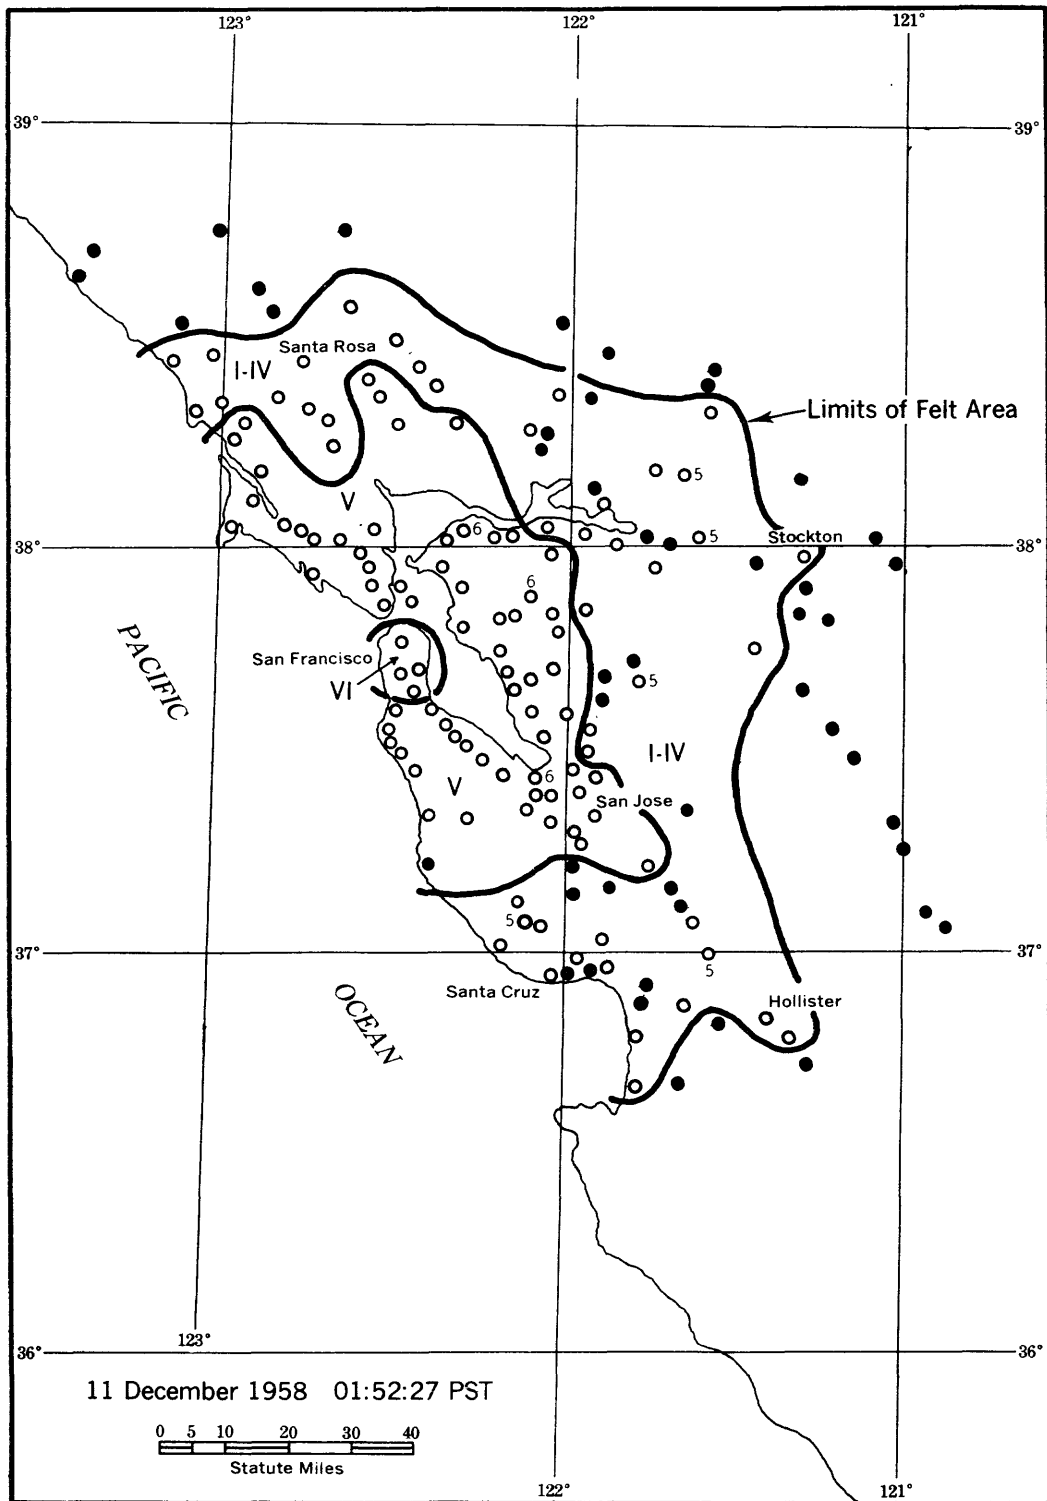 123° 122° 121°
39° 39°
Santa Rosa
I-IV
Limits of Felt Area
5
V
6
5
Stockton
38° 38°
6
PACIFIC
San Francisco
VI
5
I-IV
6
V
San Jose
5
37° 37°
5
Santa Cruz
Hollister
OCEAN
123°
36° 36°
11 December 1958 01:52:27 PST
0 5 10 20 30 40
Statute Miles
122° 121°